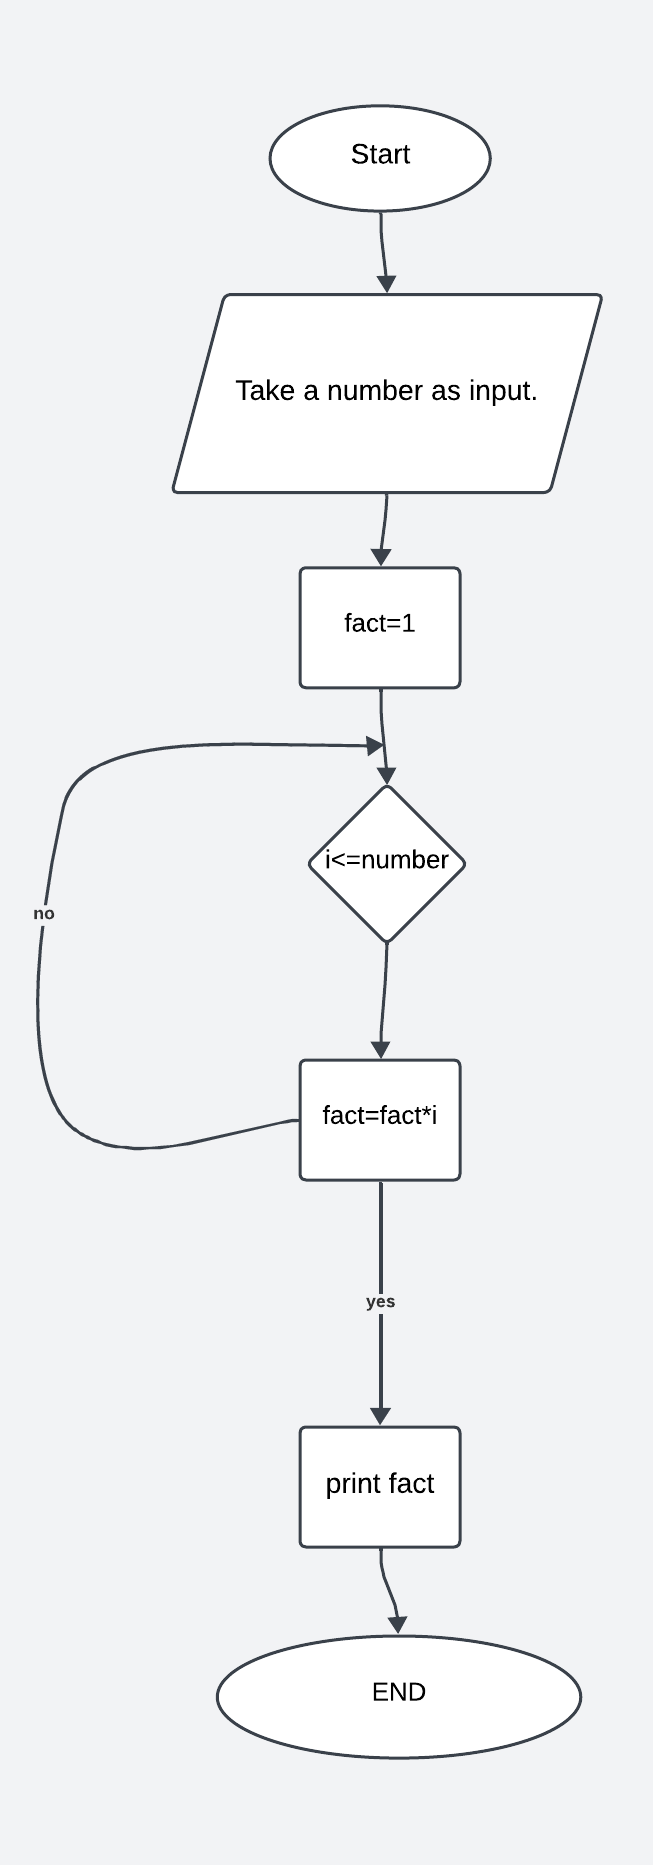 Start
Take a number as input.
fact=1
i<=number
no
fact=fact*i
yes
print fact
END